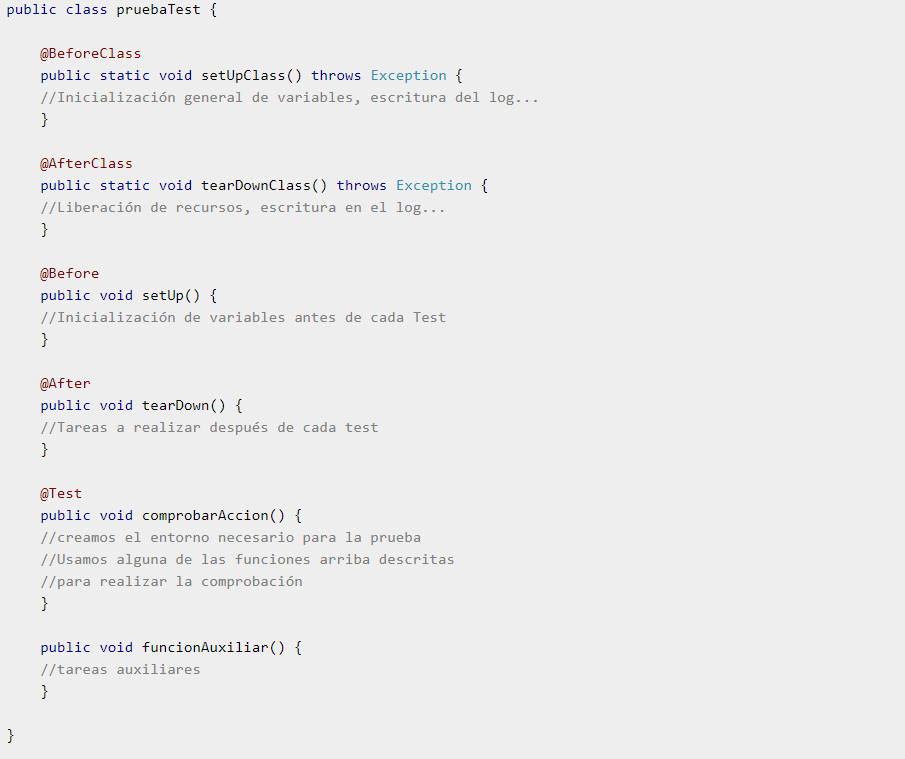 public class pruebaTest {
@BeforeClass
public static void setUpClass() throws Exception {
//Inicialización general de variables, escritura del log...
}
@AfterClass
public static void tearDownClass() throws Exception {
//Liberación de recursos, escritura en el log...
}
@Before
public void setUp() {
//Inicialización de variables antes de cada Test
}
@After
public void tearDown() {
//Tareas a realizar después de cada test
}
@Test
public void comprobarAccion() {
//creamos el entorno necesario para la prueba
//Usamos alguna de las funciones arriba descritas
//para realizar la comprobación
}
public void funcionAuxiliar() {
//tareas auxiliares
}
}